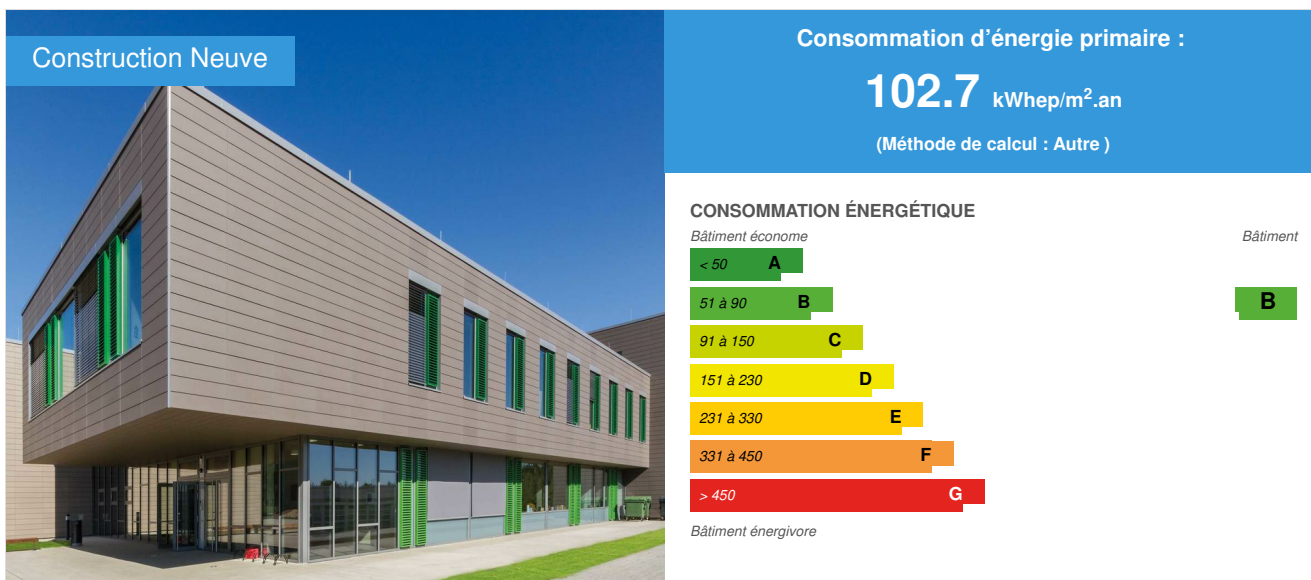 Construction Neuve
Consommation d'énergie primaire :
102.7 kWhep/m².an
(Méthode de calcul : Autre )
CONSOMMATION ÉNERGÉTIQUE
Bâtiment économe
Bâtiment
< 50 A
51 à 90 B
B
91 à 150 C
151 à 230 D
231 à 330 E
331 à 450 F
> 450 G
Bâtiment énergivore